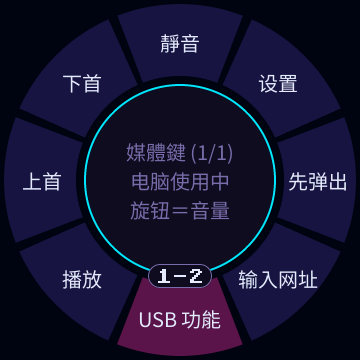 靜音
下首
设置
媒體鍵 (1/1)
电脑使用中
旋钮＝音量
上首
先弹出
播放
1-2
输入网址
USB 功能